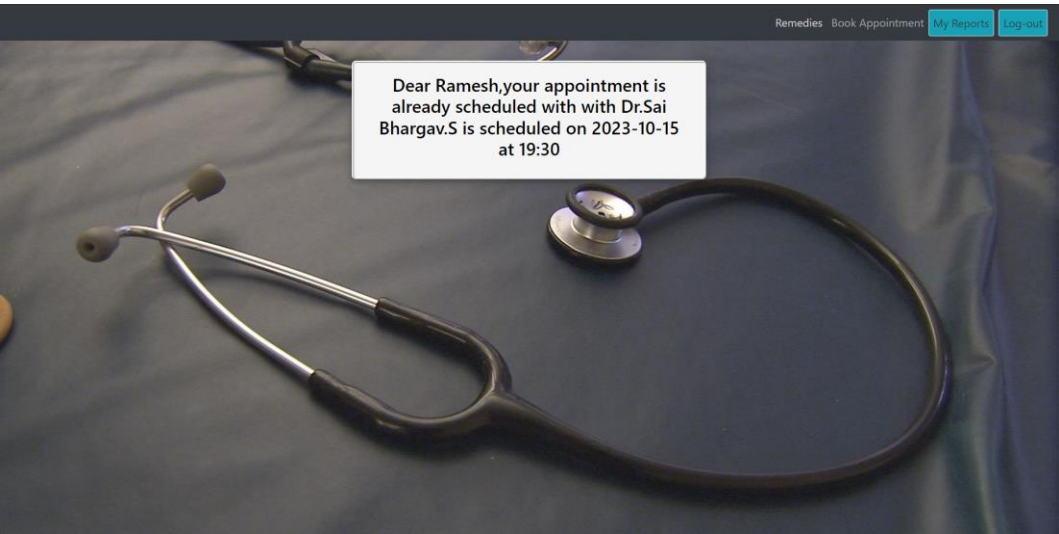 Remedies Book Appointment My Reports Log-out
Dear Ramesh,your appointment is
already scheduled with with Dr.Sai
Bhargav.S is scheduled on 2023-10-15
at 19:30